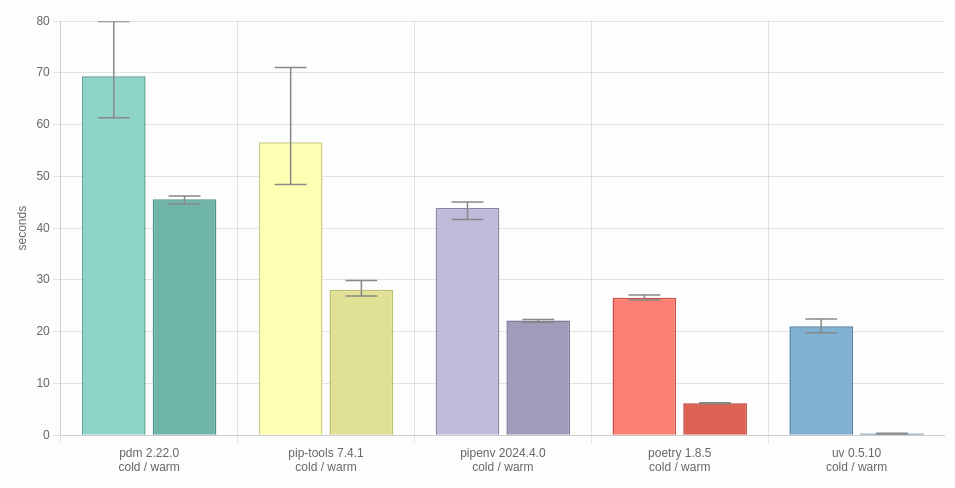 80
70
60
50
40
30
20
10
0
seconds
pdm 2.22.0
cold / warm
pip-tools 7.4.1
cold / warm
pipenv 2024.4.0
cold / warm
poetry 1.8.5
cold / warm
uv 0.5.10
cold / warm